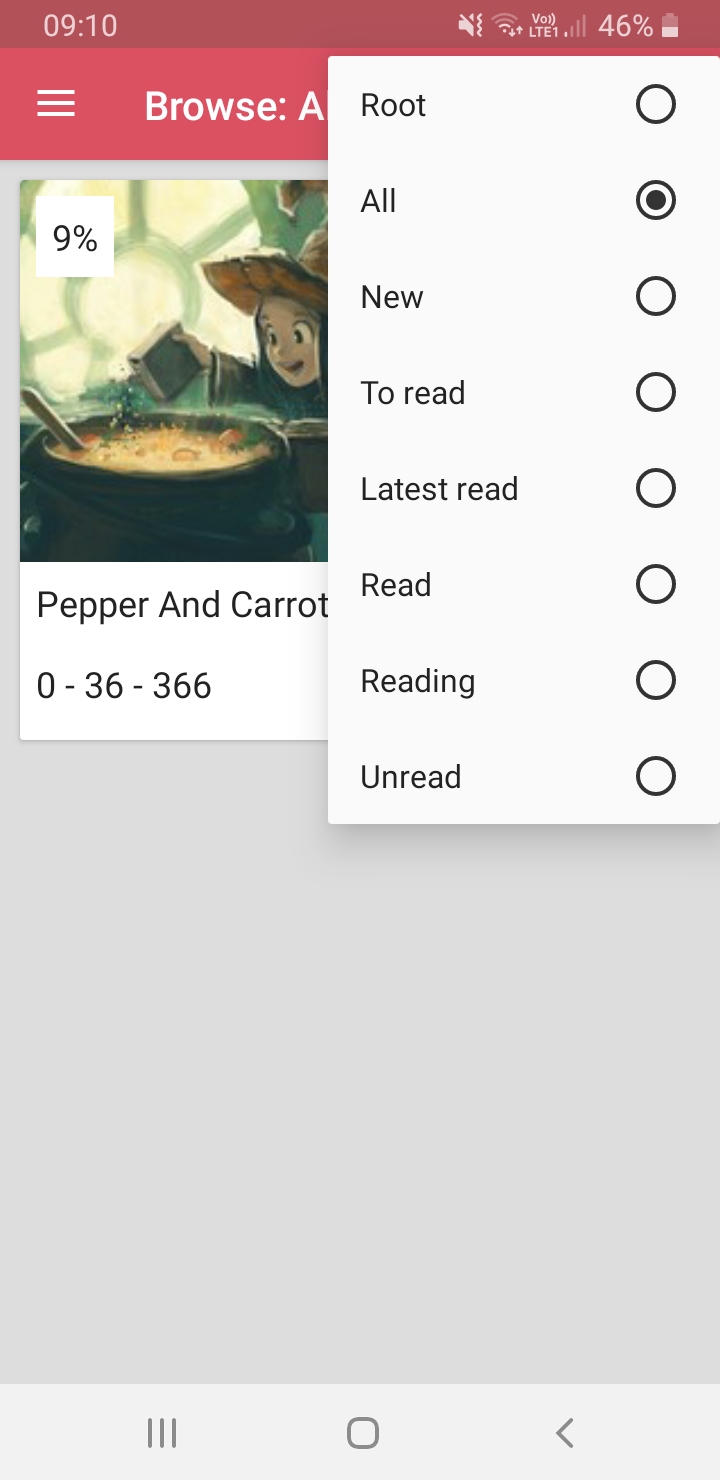 09:10
Vo))
LTE1
46%
Browse: Al
9%
Pepper And Carrot
0 - 36 - 366
Root
All
New
To read
Latest read
Read
Reading
Unread